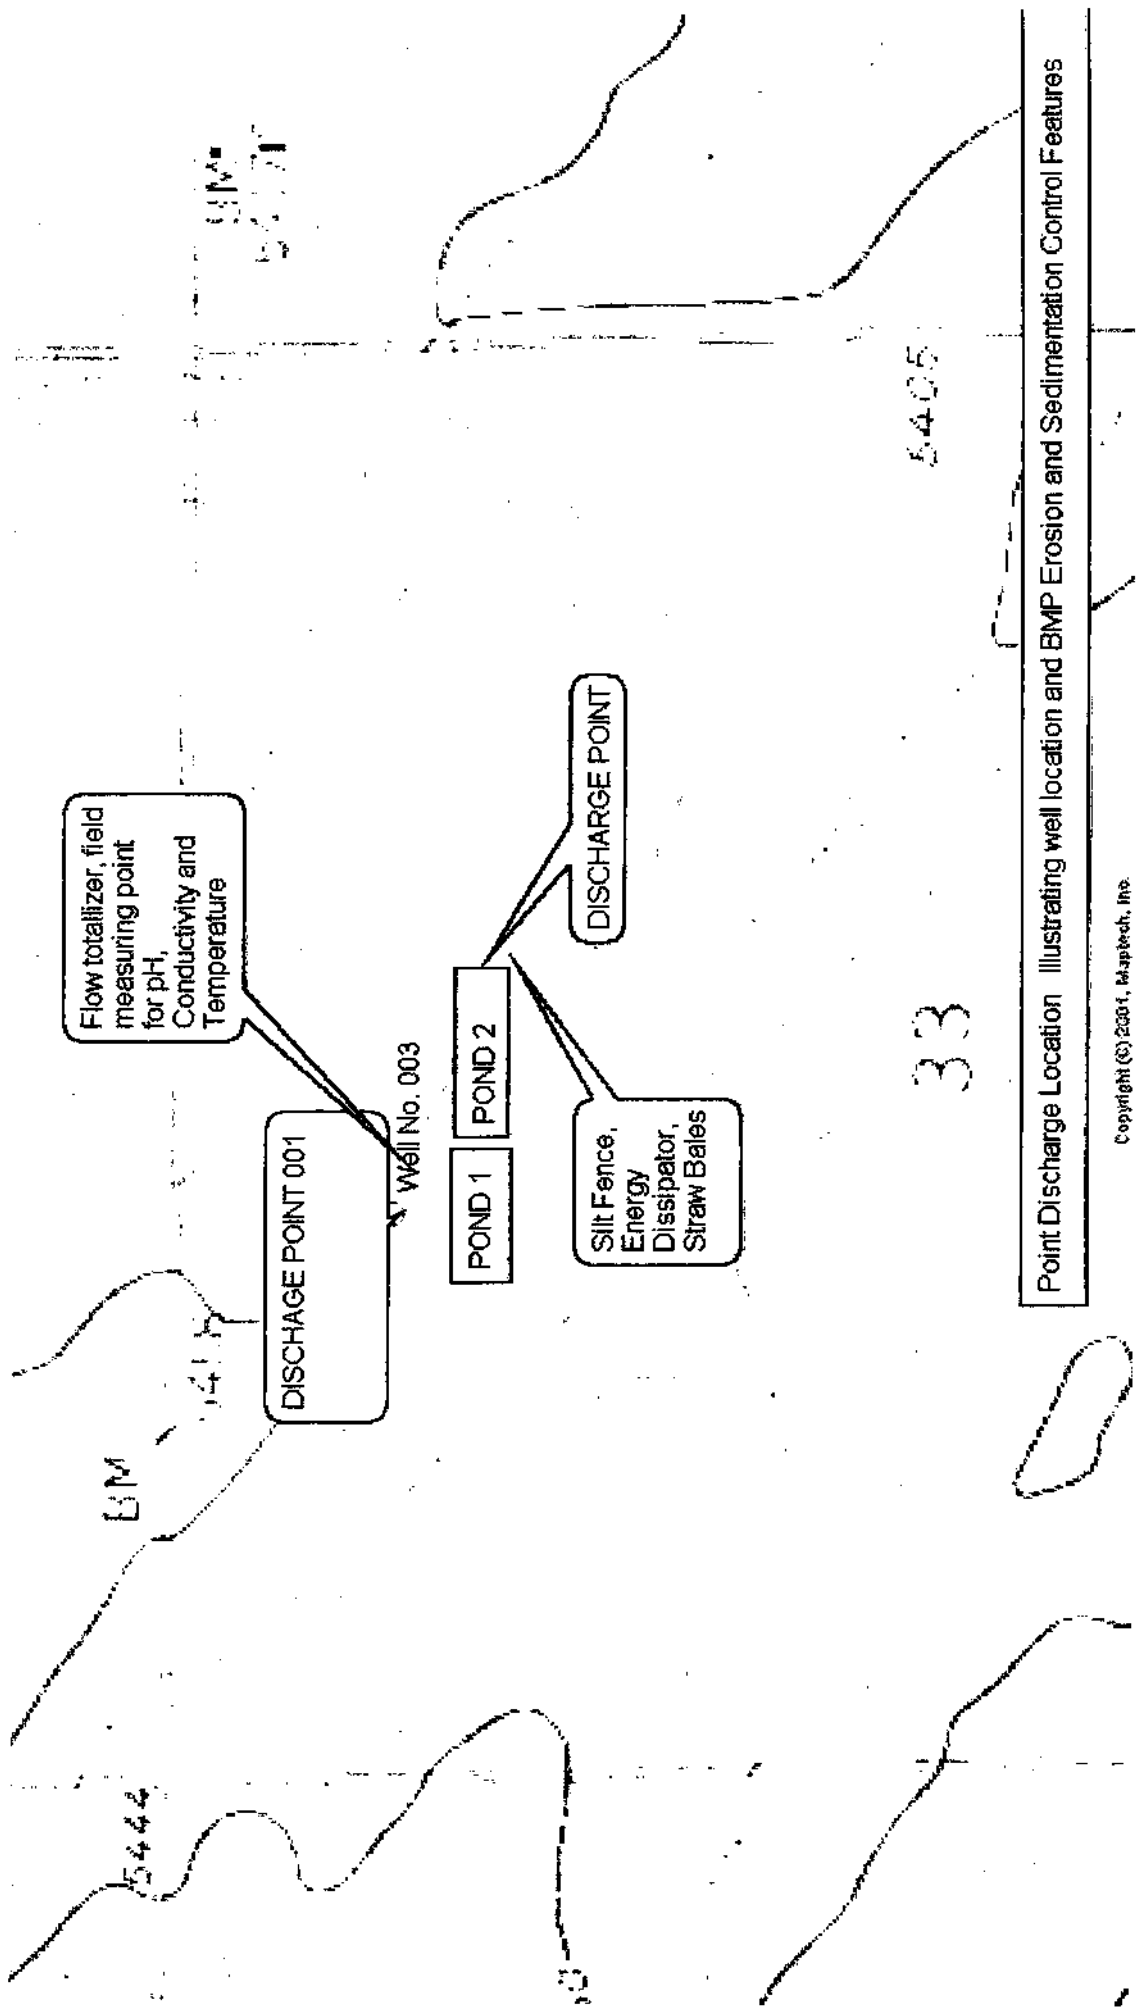 5444
BM
DISCHAGE POINT 001
Flow totallizer, field
measuring point
for pH,
Conductivity and
Temperature
BM
Well No. 003
POND 1
POND 2
DISCHARGE POINT
Silt Fence,
Energy
Dissipator,
Straw Bales
33
5405
Point Discharge Location Illustrating well location and BMP Erosion and Sedimentation Control Features
Copyright (C) 2001, Maptech, Inc.